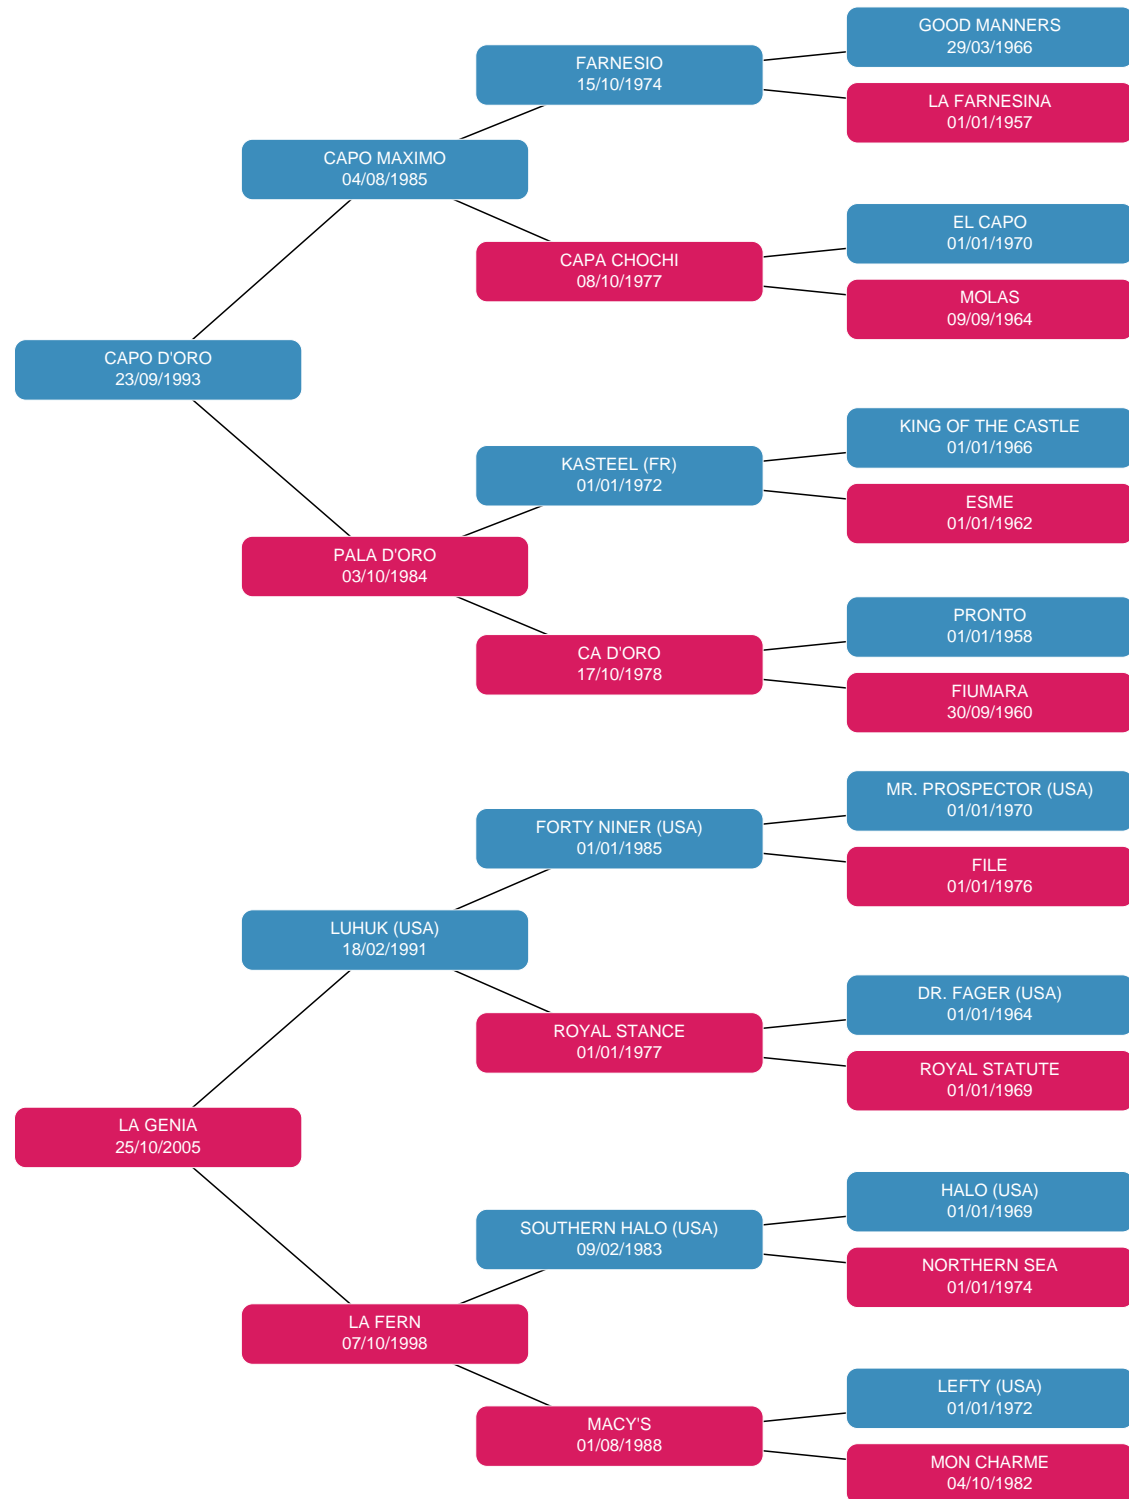 GOOD MANNERS
29/03/1966
FARNESIO
15/10/1974
LA FARNESINA
01/01/1957
CAPO MAXIMO
04/08/1985
EL CAPO
01/01/1970
CAPA CHOCHI
08/10/1977
MOLAS
09/09/1964
CAPO D'ORO
23/09/1993
KING OF THE CASTLE
01/01/1966
KASTEEL (FR)
01/01/1972
ESME
01/01/1962
PALA D'ORO
03/10/1984
PRONTO
01/01/1958
CA D'ORO
17/10/1978
FIUMARA
30/09/1960
MR. PROSPECTOR (USA)
01/01/1970
FORTY NINER (USA)
01/01/1985
FILE
01/01/1976
LUHUK (USA)
18/02/1991
DR. FAGER (USA)
01/01/1964
ROYAL STANCE
01/01/1977
ROYAL STATUTE
01/01/1969
LA GENIA
25/10/2005
HALO (USA)
01/01/1969
SOUTHERN HALO (USA)
09/02/1983
NORTHERN SEA
01/01/1974
LA FERN
07/10/1998
LEFTY (USA)
01/01/1972
MACY'S
01/08/1988
MON CHARME
04/10/1982